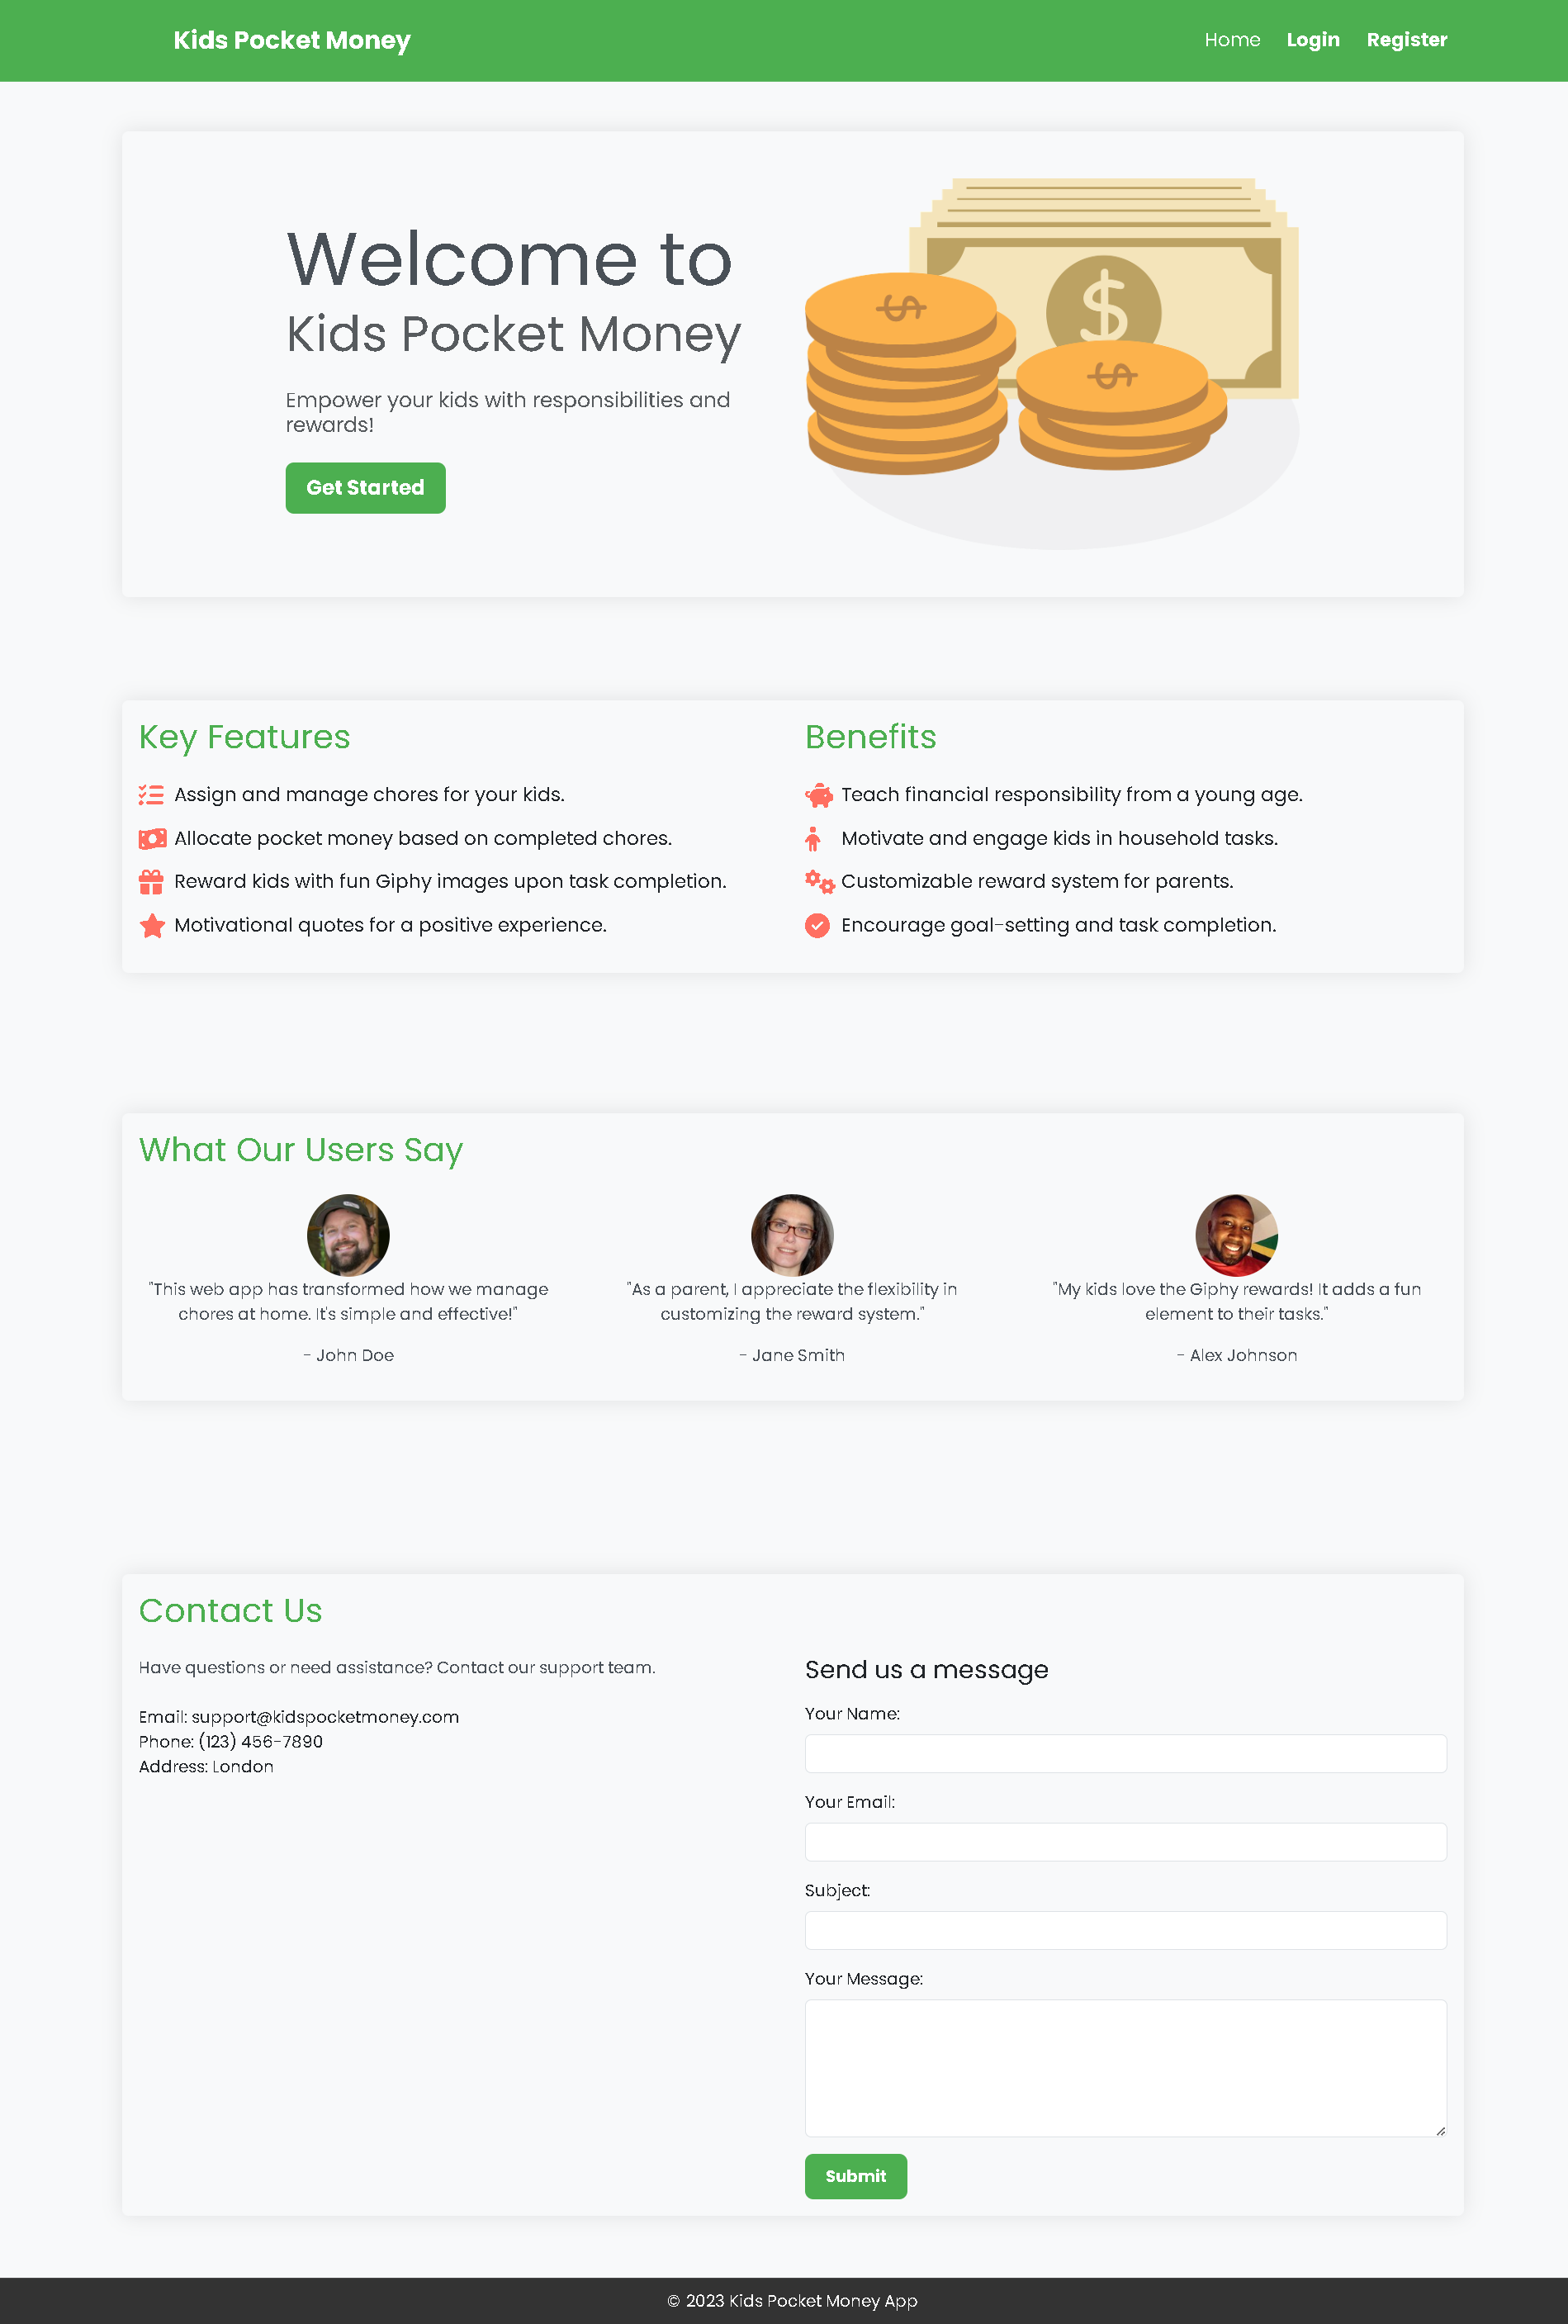 Kids Pocket Money
Home Login Register
Welcome to
Kids Pocket Money
Empower your kids with responsibilities and
rewards!
Get Started
$
$
$
Key Features
Assign and manage chores for your kids.
Allocate pocket money based on completed chores.
Reward kids with fun Giphy images upon task completion.
Motivational quotes for a positive experience.
Benefits
Teach financial responsibility from a young age.
Motivate and engage kids in household tasks.
Customizable reward system for parents.
Encourage goal-setting and task completion.
What Our Users Say
"This web app has transformed how we manage
chores at home. It's simple and effective!"
- John Doe
"As a parent, I appreciate the flexibility in
customizing the reward system."
- Jane Smith
"My kids love the Giphy rewards! It adds a fun
element to their tasks."
- Alex Johnson
Contact Us
Have questions or need assistance? Contact our support team.
Email: support@kidspocketmoney.com
Phone: (123) 456-7890
Address: London
Send us a message
Your Name:
Your Email:
Subject:
Your Message:
Submit
© 2023 Kids Pocket Money App